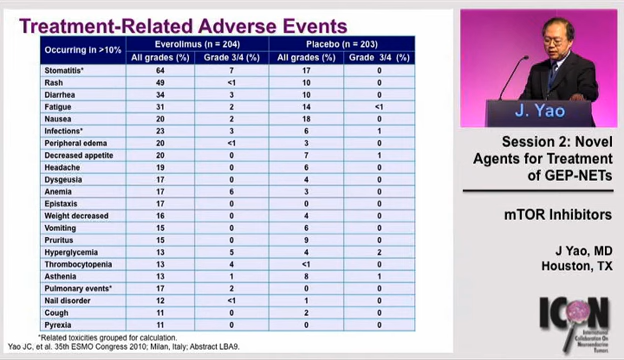 Treatment-Related Adverse Events
Occurring in >10% Everolimus (n = 204) Placebo (n = 203)
All grades (%) Grade 3/4 (%) All grades (%) Grade 3/4 (%)
Stomatitis* 64 7 17 0
Rash 49 <1 10 0
Diarrhea 34 3 10 0
Fatigue 31 2 14 <1
Nausea 20 2 18 0
Infections* 23 3 6 1
Peripheral edema 20 <1 3 0
Decreased appetite 20 0 7 1
Headache 19 0 6 0
Dysgeusia 17 0 4 0
Anemia 17 6 3 0
Epistaxis 17 0 0 0
Weight decreased 16 0 4 0
Vomiting 15 0 6 0
Pruritus 15 0 9 0
Hyperglycemia 13 5 4 2
Thrombocytopenia 13 4 <1 0
Asthenia 13 1 8 1
Pulmonary events* 17 2 0 0
Nail disorder 12 <1 1 0
Cough 11 0 2 0
Pyrexia 11 0 0 0
*Related toxicities grouped for calculation.
Yao JC, et al. 35th ESMO Congress 2010; Milan, Italy; Abstract LBA9.
J. Yao
Session 2: Novel
Agents for Treatment
of GEP-NETs
mTOR Inhibitors
J Yao, MD
Houston, TX
ICON
International
Collaboration On
Neuroendocrine
Tumors